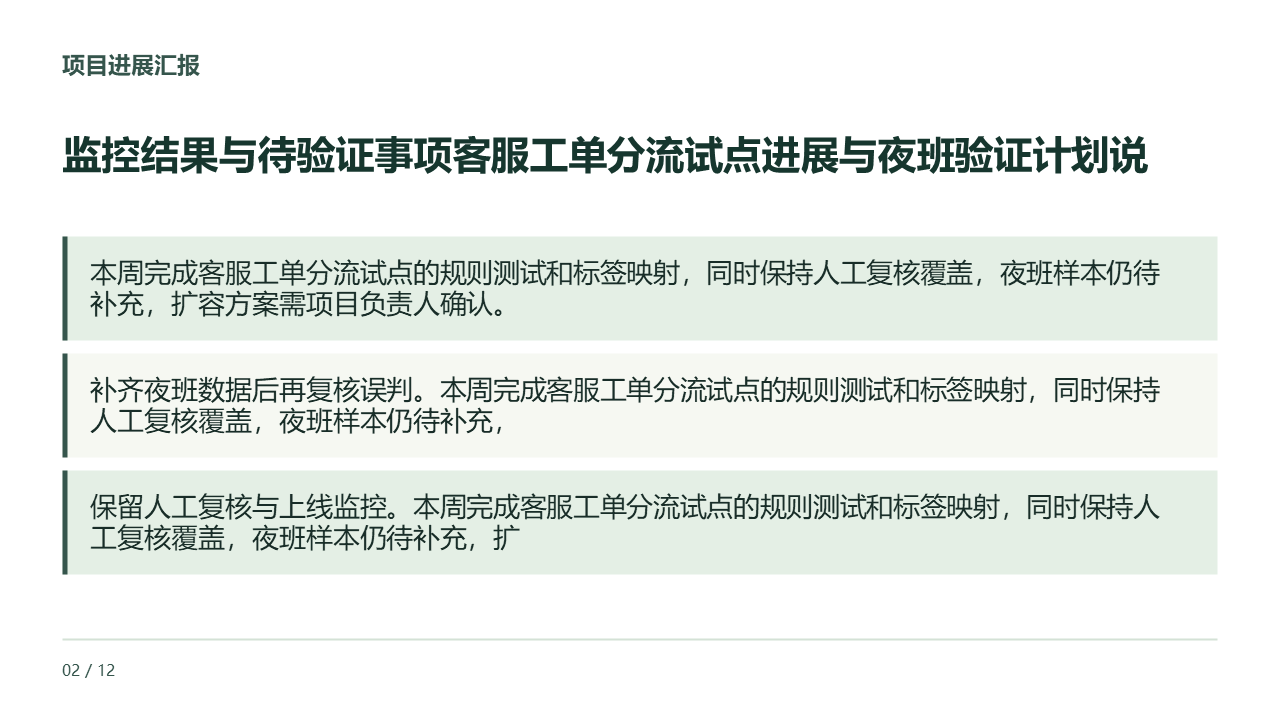 项目进展汇报
监控结果与待验证事项客服工单分流试点进展与夜班验证计划说
本周完成客服工单分流试点的规则测试和标签映射，同时保持人工复核覆盖，夜班样本仍待
补充，扩容方案需项目负责人确认。
补齐夜班数据后再复核误判。本周完成客服工单分流试点的规则测试和标签映射，同时保持
人工复核覆盖，夜班样本仍待补充，
保留人工复核与上线监控。本周完成客服工单分流试点的规则测试和标签映射，同时保持人
工复核覆盖，夜班样本仍待补充，扩
02 / 12